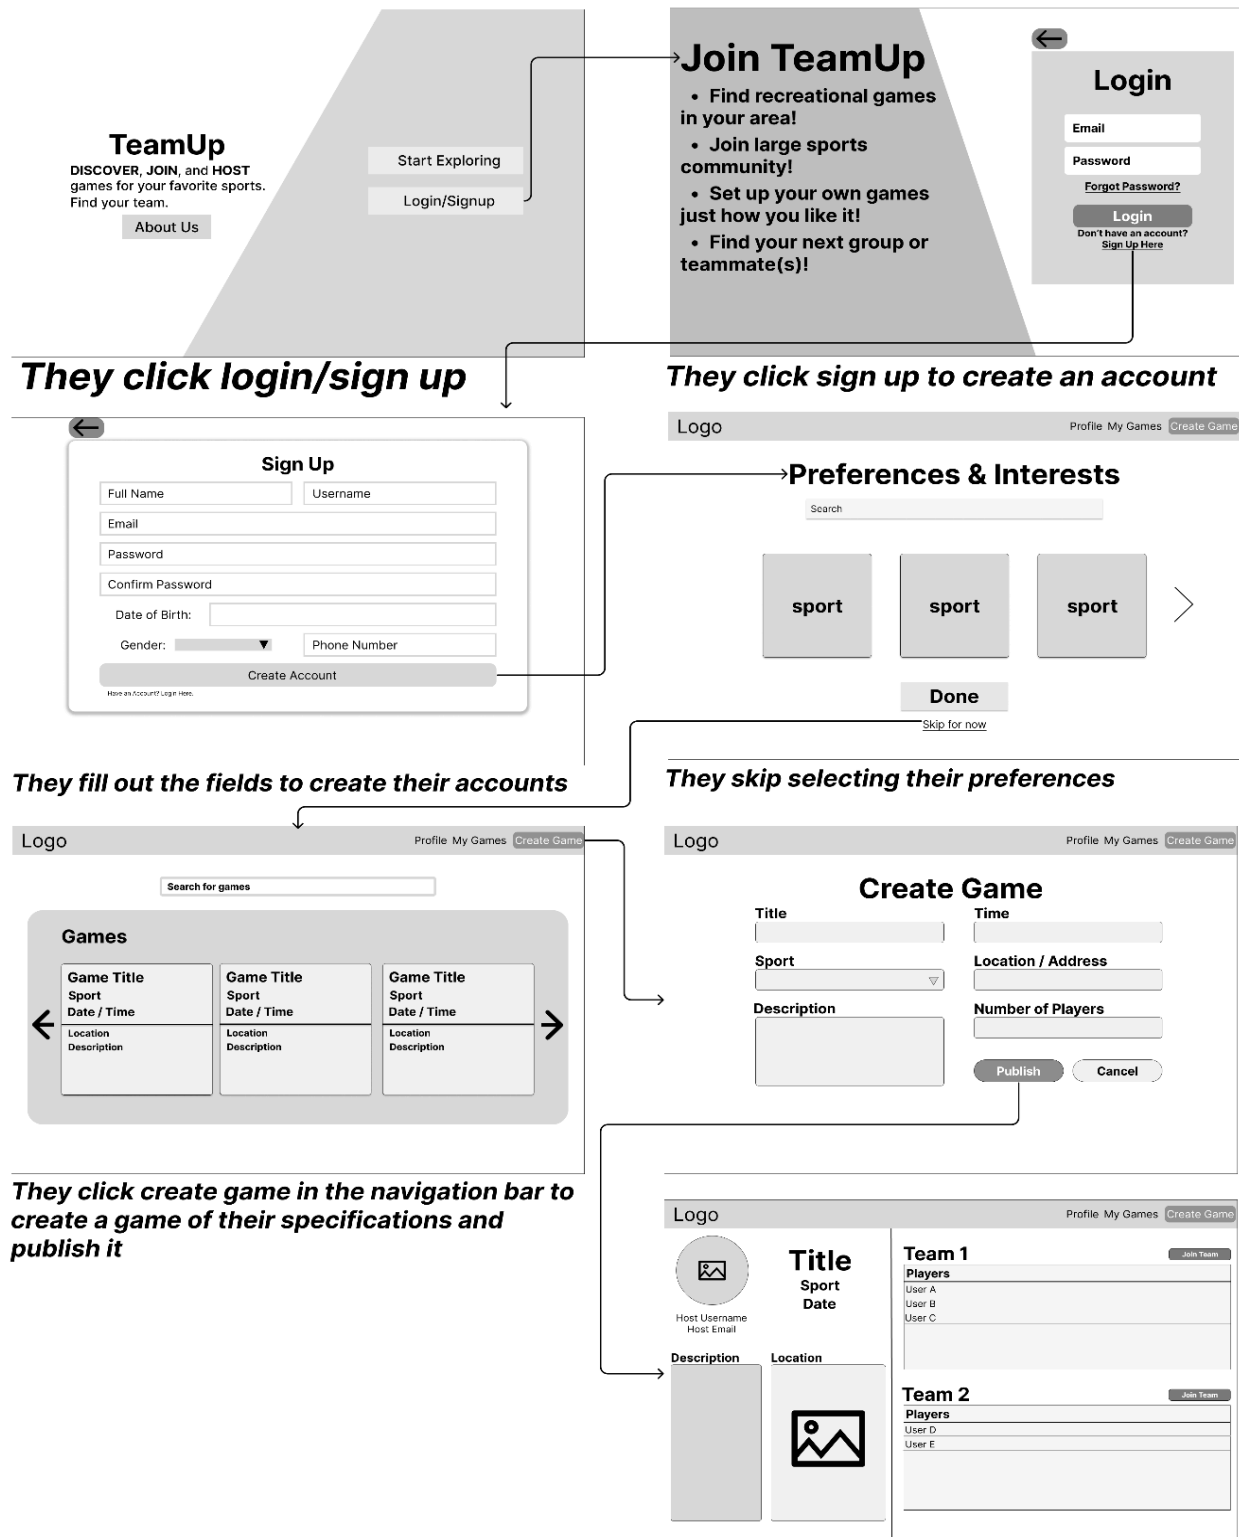 TeamUp
DISCOVER, JOIN, and HOST
games for your favorite sports.
Find your team.
About Us
Start Exploring
Login/Signup
They click login/sign up
Join TeamUp
• Find recreational games
in your area!
• Join large sports
community!
• Set up your own games
just how you like it!
• Find your next group or
teammate(s)!
Login
Email
Password
Forgot Password?
Login
Don't have an account?
Sign Up Here
They click sign up to create an account
Sign Up
Full Name
Username
Email
Password
Confirm Password
Date of Birth:
Gender:
Phone Number
Create Account
Have an Account? Login Here.
They fill out the fields to create their accounts
Logo
Profile My Games Create Game
Preferences & Interests
Search
sport
sport
sport
Done
Skip for now
They skip selecting their preferences
Logo
Profile My Games Create Game
Search for games
Games
Game Title
Sport
Date / Time
Location
Description
Game Title
Sport
Date / Time
Location
Description
Game Title
Sport
Date / Time
Location
Description
They click create game in the navigation bar to
create a game of their specifications and
publish it
Logo
Profile My Games Create Game
Create Game
Title
Time
Sport
Location / Address
Description
Number of Players
Publish
Cancel
Logo
Profile My Games Create Game
Host Username
Host Email
Title
Sport
Date
Description
Location
Team 1
Join Team
Players
User A
User B
User C
Team 2
Join Team
Players
User D
User E